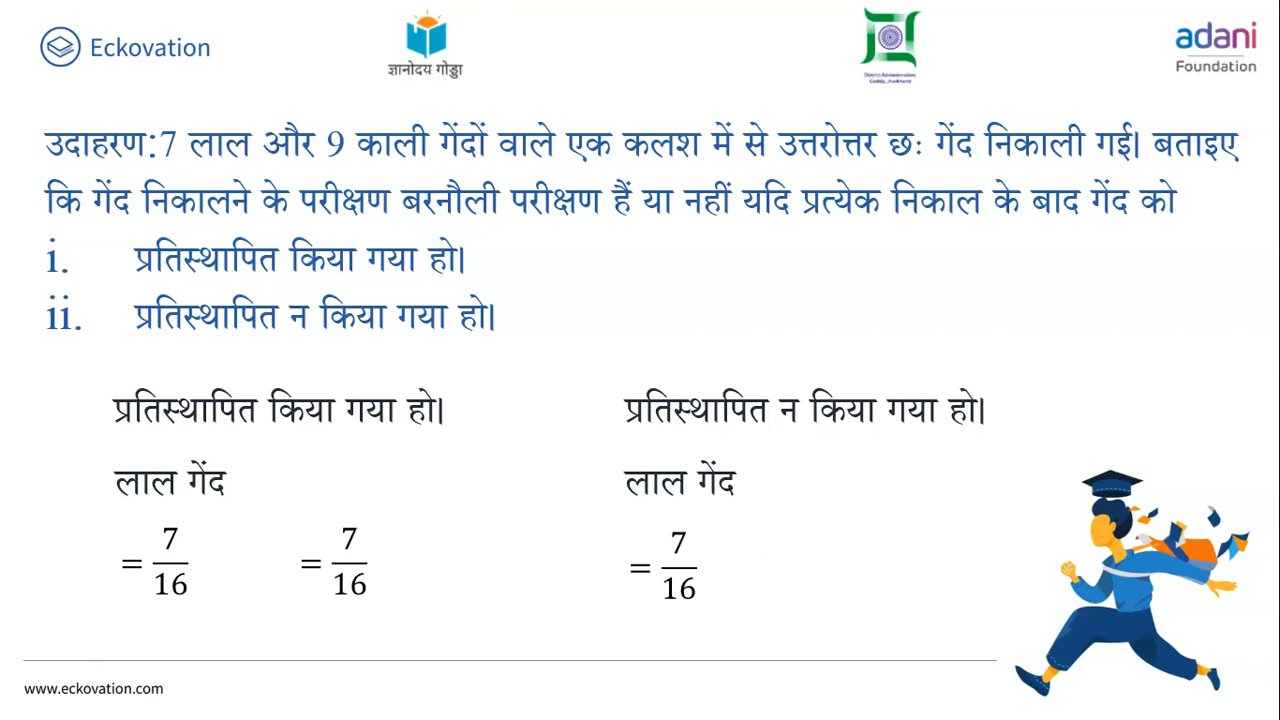 Eckovation
ज्ञानोदय गोड्डा
adani
Foundation
उदाहरण:7 लाल और 9 काली गेंदों वाले एक कलश में से उत्तरोत्तर छः गेंद निकाली गई। बताइए
कि गेंद निकालने के परीक्षण बरनौली परीक्षण हैं या नहीं यदि प्रत्येक निकाल के बाद गेंद को
i. प्रतिस्थापित किया गया हो।
ii. प्रतिस्थापित न किया गया हो।
प्रतिस्थापित किया गया हो।
लाल गेंद
= 7/16 = 7/16
प्रतिस्थापित न किया गया हो।
लाल गेंद
= 7/16
www.eckovation.com